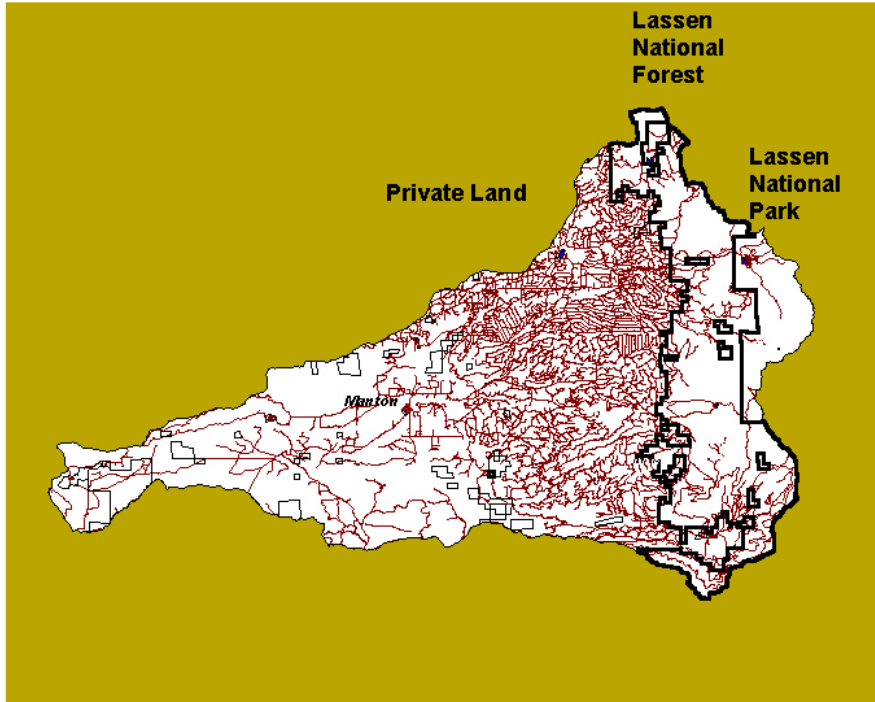 Lassen
National
Forest
Lassen
National
Park
Private Land
Manton